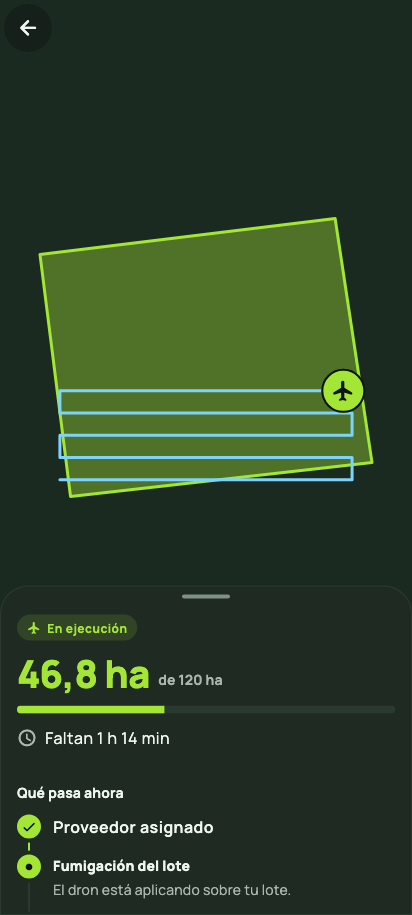 En ejecución
46,8 ha de 120 ha
Faltan 1 h 14 min
Qué pasa ahora
Proveedor asignado
Fumigación del lote
El dron está aplicando sobre tu lote.